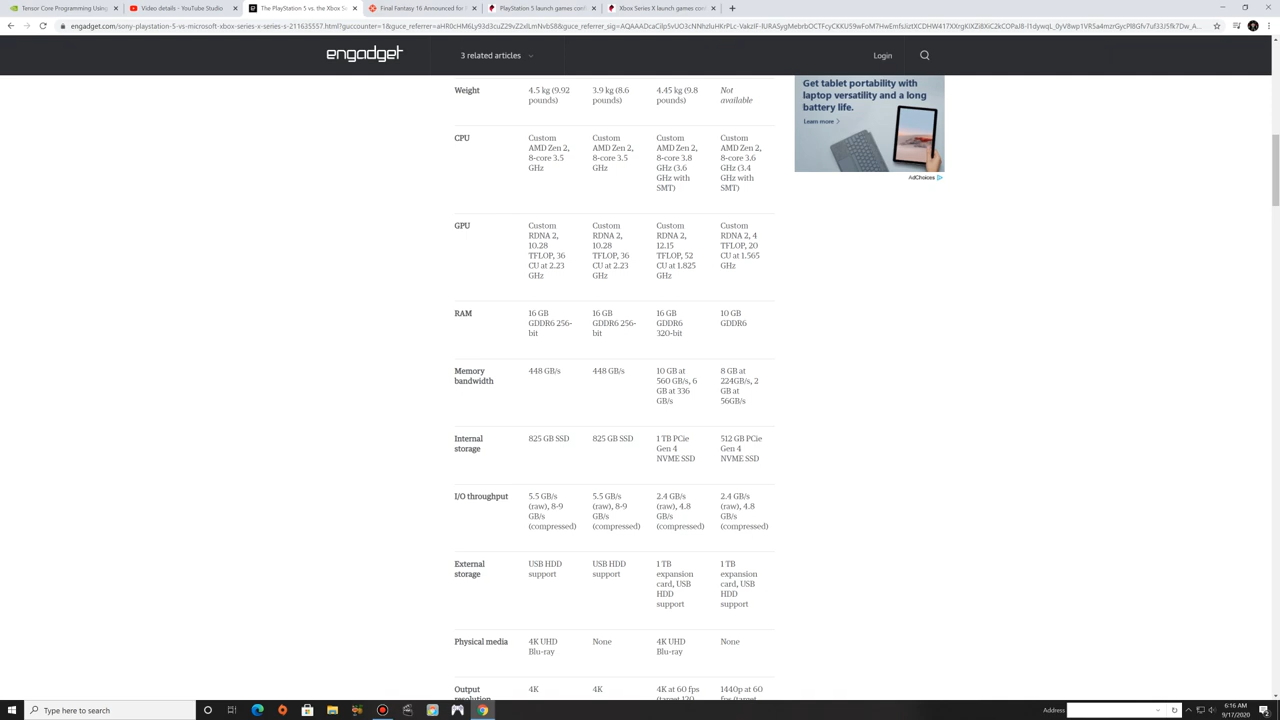 Tensor Core Programming Using
Video details - YouTube Studio
The PlayStation 5 vs. the Xbox Se
Final Fantasy 16 Announced for
PlayStation 5 launch games conf
Xbox Series X launch games con
engadget
3 related articles
Login
Weight
4.5 kg (9.92
pounds)
3.9 kg (8.6
pounds)
4.45 kg (9.8
pounds)
Not
available
CPU
Custom
AMD Zen 2,
8-core 3.5
GHz
Custom
AMD Zen 2,
8-core 3.5
GHz
Custom
AMD Zen 2,
8-core 3.8
GHz (3.6
GHz with
SMT)
Custom
AMD Zen 2,
8-core 3.6
GHz (3.4
GHz with
SMT)
GPU
Custom
RDNA 2,
10.28
TFLOP, 36
CU at 2.23
GHz
Custom
RDNA 2,
10.28
TFLOP, 36
CU at 2.23
GHz
Custom
RDNA 2,
12.15
TFLOP, 52
CU at 1.825
GHz
Custom
RDNA 2, 4
TFLOP, 20
CU at 1.565
GHz
RAM
16 GB
GDDR6 256-
bit
16 GB
GDDR6 256-
bit
16 GB
GDDR6
320-bit
10 GB
GDDR6
Memory
bandwidth
448 GB/s
448 GB/s
10 GB at
560 GB/s, 6
GB at 336
GB/s
8 GB at
224GB/s, 2
GB at
56GB/s
Internal
storage
825 GB SSD
825 GB SSD
1 TB PCIe
Gen 4
NVME SSD
512 GB PCIe
Gen 4
NVME SSD
I/O throughput
5.5 GB/s
(raw), 8-9
GB/s
(compressed)
5.5 GB/s
(raw), 8-9
GB/s
(compressed)
2.4 GB/s
(raw), 4.8
GB/s
(compressed)
2.4 GB/s
(raw), 4.8
GB/s
(compressed)
External
storage
USB HDD
support
USB HDD
support
1 TB
expansion
card, USB
HDD
support
1 TB
expansion
card, USB
HDD
support
Physical media
4K UHD
Blu-ray
None
4K UHD
Blu-ray
None
Output
resolution
4K
4K
4K at 60 fps
(target 120
1440p at 60
fps (target
Get tablet portability with
laptop versatility and a long
battery life.
Learn more
AdChoices
Type here to search
Address
6:16 AM
9/17/2020
2